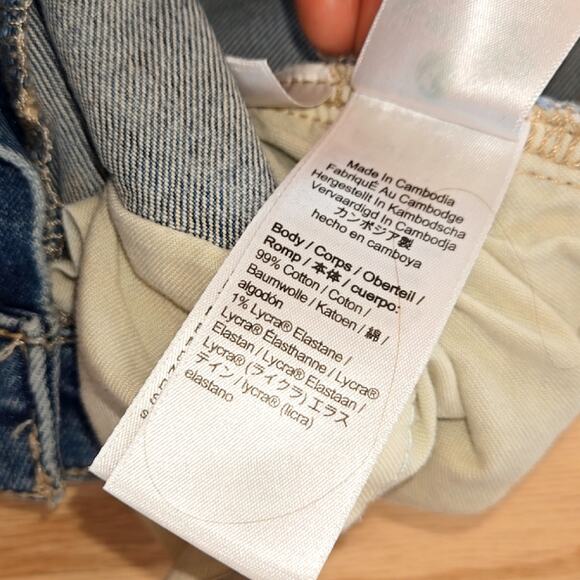 Made In Cambodia
FabriquÉ Au Cambodge
Hergestellt In Kambodscha
Vervaardigd In Cambodja
カンボジア製
hecho en camboya
Body / Corps / Oberteil /
Romp / 本体 / cuerpo:
99% Cotton / Coton /
Baumwolle / Katoen / 綿 /
algodón
1% Lycra® Elastane /
Lycra® Élasthanne / Lycra®
Elastan / Lycra® Elastaan /
Lycra® (ライクラ) エラス
テイン / lycra® (licra)
elastano